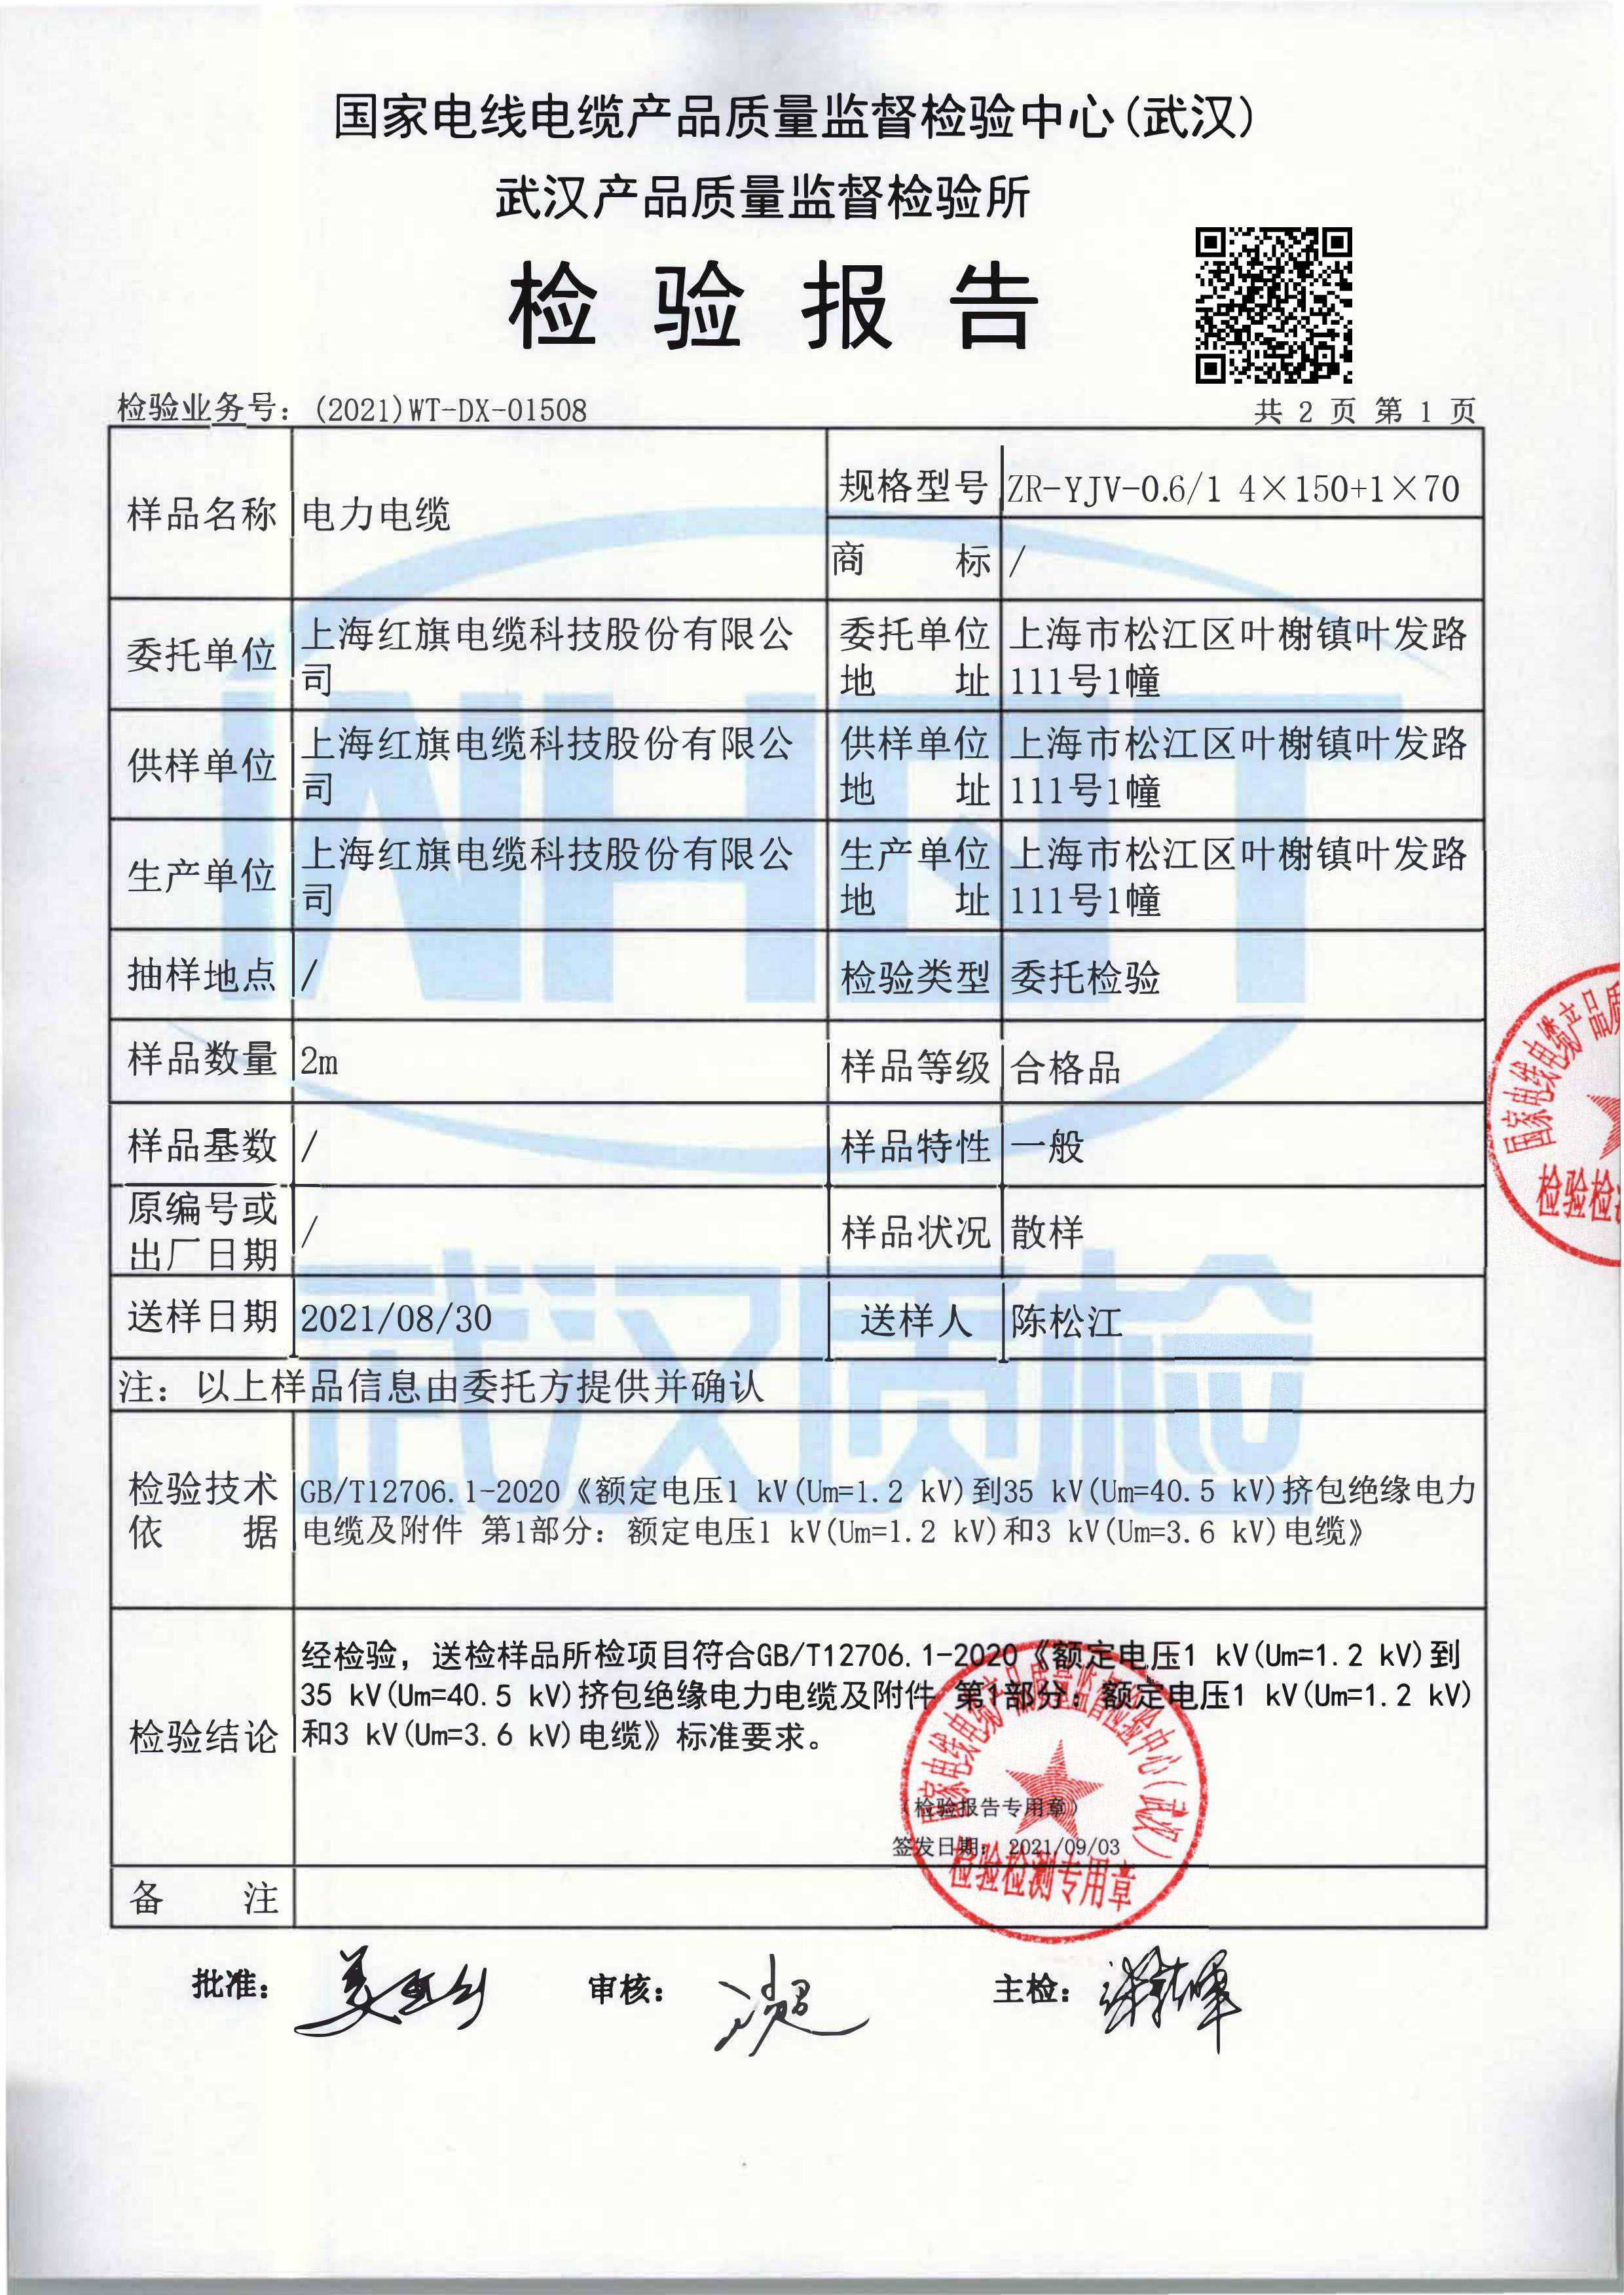 国家电线电缆产品质量监督检验中心(武汉)
武汉产品质量监督检验所
检验报告
检验业务号：(2021)WT-DX-01508
共 2 页 第 1 页
样品名称
电力电缆
规格型号
ZR-YJV-0.6/1 4×150+1×70
商 标
/
委托单位
上海红旗电缆科技股份有限公
司
委托单位
地 址
上海市松江区叶榭镇叶发路
111号1幢
供样单位
上海红旗电缆科技股份有限公
司
供样单位
地 址
上海市松江区叶榭镇叶发路
111号1幢
生产单位
上海红旗电缆科技股份有限公
司
生产单位
地 址
上海市松江区叶榭镇叶发路
111号1幢
抽样地点
/
检验类型
委托检验
样品数量
2m
样品等级
合格品
样品基数
/
样品特性
一般
原编号或
出厂日期
/
样品状况
散样
送样日期
2021/08/30
送样人
陈松江
注：以上样品信息由委托方提供并确认
检验技术
依 据
GB/T12706.1-2020《额定电压1 kV(Um=1.2 kV)到35 kV(Um=40.5 kV)挤包绝缘电力
电缆及附件 第1部分：额定电压1 kV(Um=1.2 kV)和3 kV(Um=3.6 kV)电缆》
检验结论
经检验，送检样品所检项目符合GB/T12706.1-2020《额定电压1 kV(Um=1.2 kV)到
35 kV(Um=40.5 kV)挤包绝缘电力电缆及附件 第1部分：额定电压1 kV(Um=1.2 kV)
和3 kV(Um=3.6 kV)电缆》标准要求。
(检验报告专用章)
签发日期：2021/09/03
国家电线电缆产品质量监督检验中心(武汉)
检验检测专用章
备 注
批准：
审核：
主检：
国家电线电缆产品质
检验检
WHQT
武汉质检